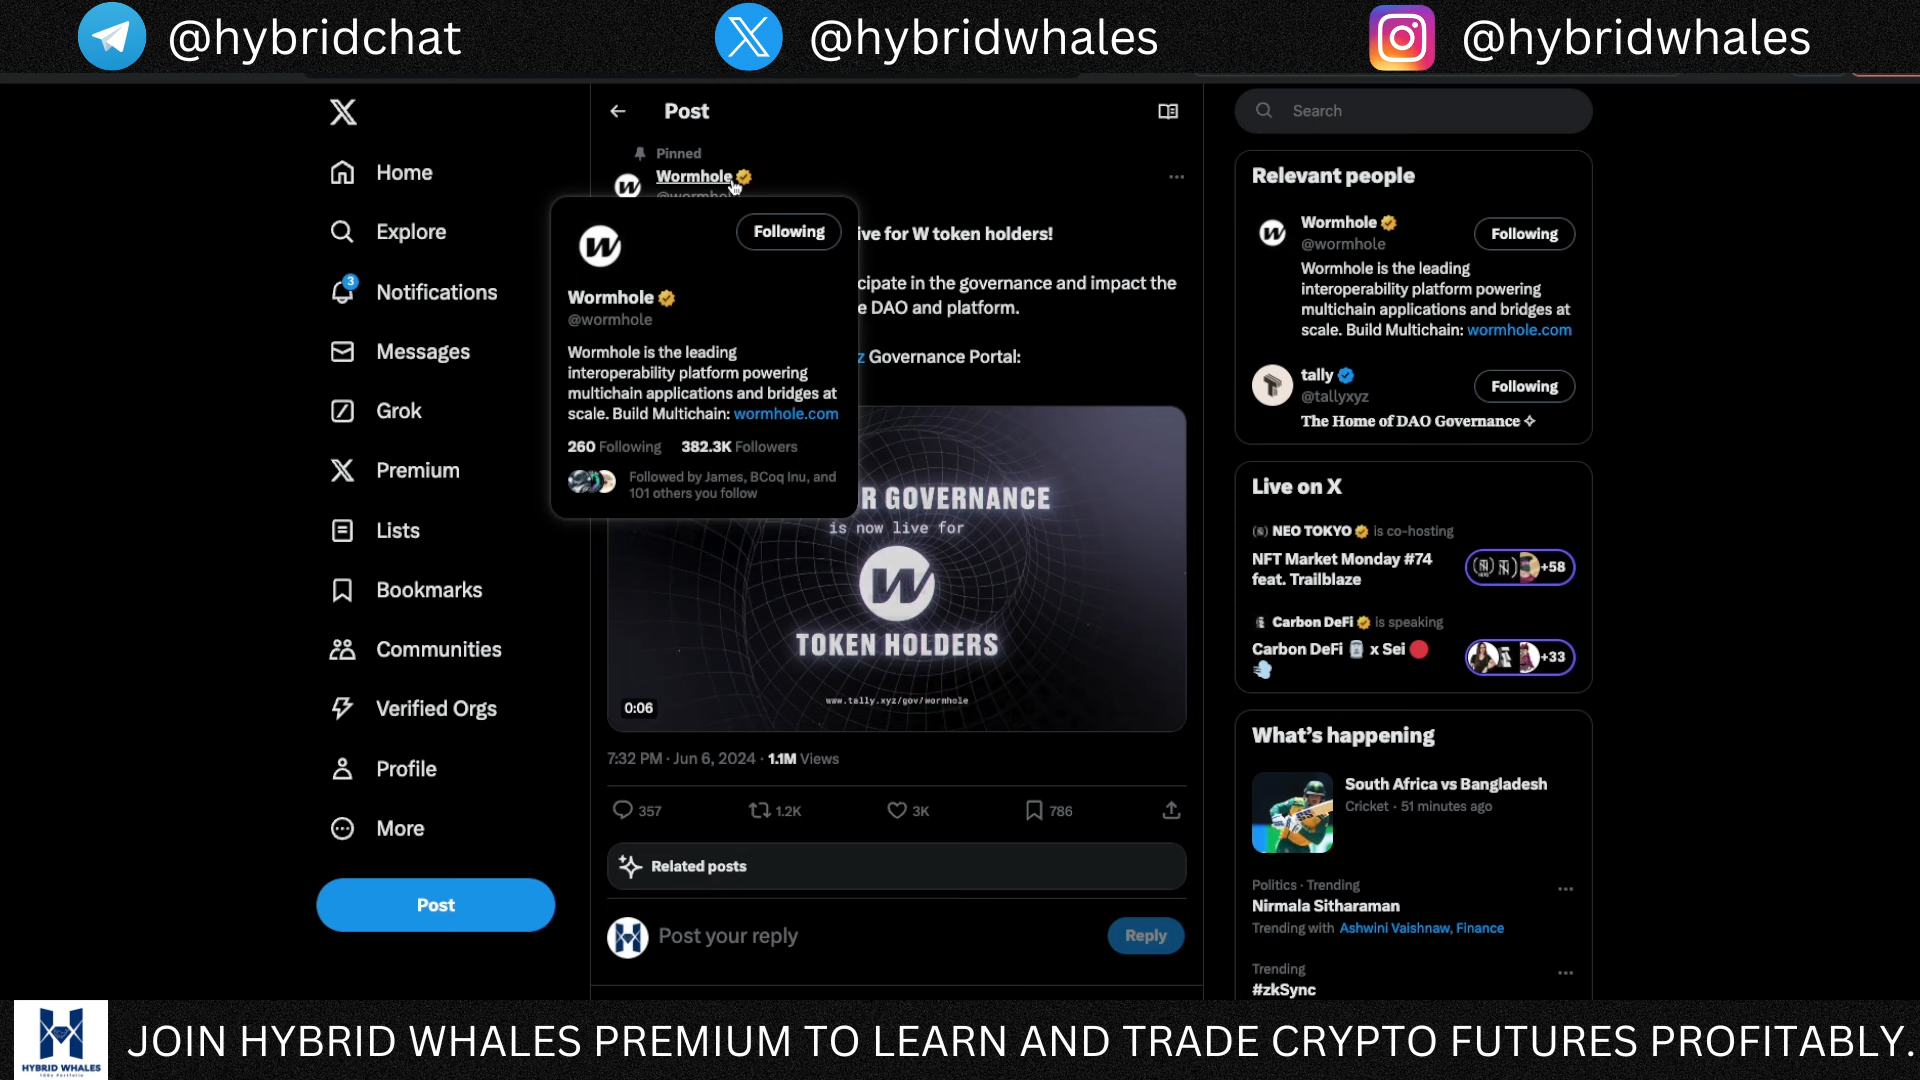 @hybridchat
@hybridwhales
@hybridwhales
Home
Explore
3
Notifications
Messages
Grok
Premium
Lists
Bookmarks
Communities
Verified Orgs
Profile
More
Post
Post
Pinned
Wormhole
ive for W token holders!
cipate in the governance and impact the
e DAO and platform.
z Governance Portal:
Following
Wormhole
@wormhole
Wormhole is the leading
interoperability platform powering
multichain applications and bridges at
scale. Build Multichain: wormhole.com
260 Following 382.3K Followers
Followed by James, BCoq Inu, and
101 others you follow
R GOVERNANCE
is now live for
W
TOKEN HOLDERS
www.tally.xyz/gov/wormhole
0:06
7:32 PM · Jun 6, 2024 · 1.1M Views
357
1.2K
3K
786
Related posts
Post your reply
Reply
Search
Relevant people
Wormhole
@wormhole
Following
Wormhole is the leading
interoperability platform powering
multichain applications and bridges at
scale. Build Multichain: wormhole.com
tally
@tallyxyz
Following
The Home of DAO Governance
Live on X
NEO TOKYO is co-hosting
NFT Market Monday #74
feat. Trailblaze
+58
Carbon DeFi is speaking
Carbon DeFi x Sei
+33
What's happening
South Africa vs Bangladesh
Cricket · 51 minutes ago
Politics · Trending
Nirmala Sitharaman
Trending with Ashwini Vaishnaw, Finance
Trending
#zkSync
HYBRID WHALES
JOIN HYBRID WHALES PREMIUM TO LEARN AND TRADE CRYPTO FUTURES PROFITABLY.